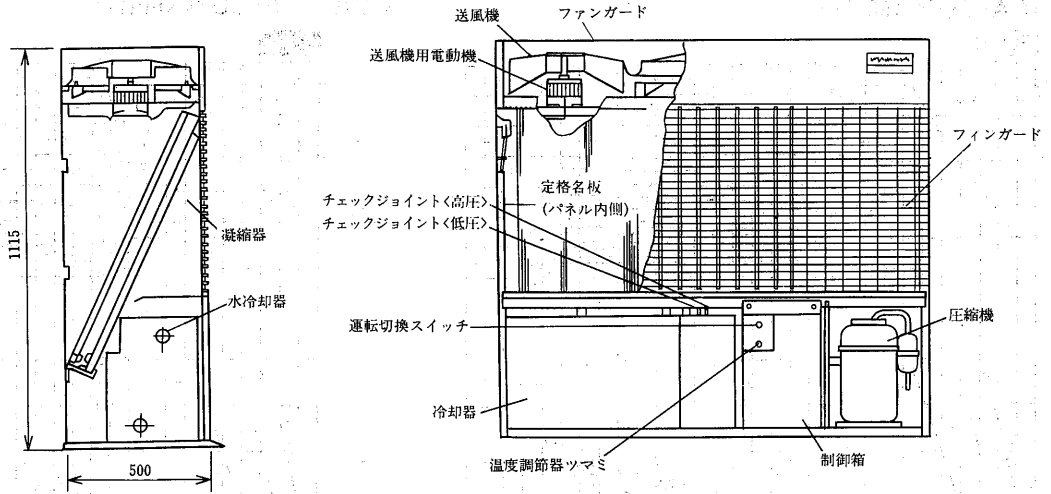 送風機
ファンガード
送風機用電動機
フィンガード
定格名板
(パネル内側)
チェックジョイント〈高圧〉
チェックジョイント〈低圧〉
凝縮器
1115
水冷却器
運転切換スイッチ
圧縮機
冷却器
温度調節器ツマミ
制御箱
500